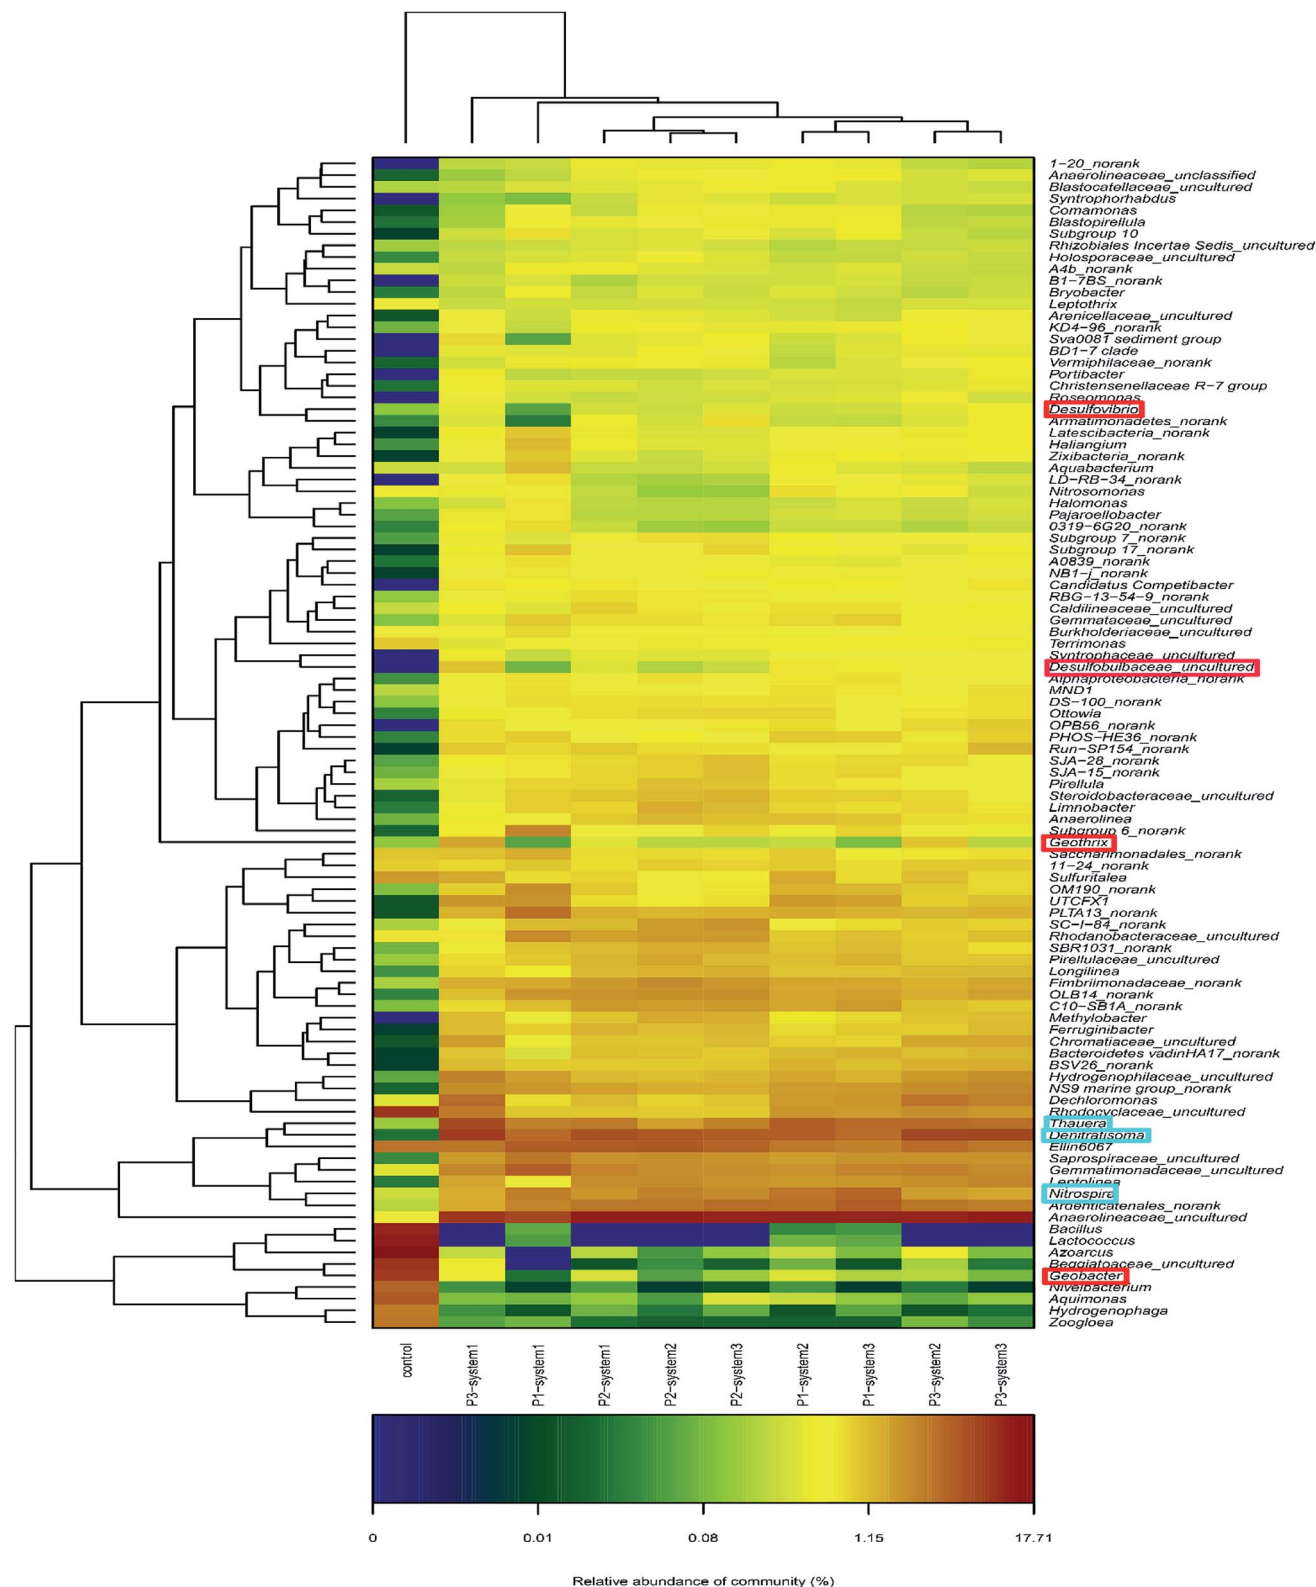 1-20_norank
Anaerolineaceae_unclassified
Blastocatellaceae_uncultured
Syntrophorhabdus
Comamonas
Blastopirellula
Subgroup 10
Rhizobiales Incertae Sedis_uncultured
Holosporaceae_uncultured
A4b_norank
B1-7BS_norank
Bryobacter
Leptothrix
Arenicellaceae_uncultured
KD4-96_norank
Sva0081 sediment group
BD1-7 clade
Vermiphilaceae_norank
Portibacter
Christensenellaceae R-7 group
Roseomonas
Desulfovibrio
Armatimonadetes_norank
Latescibacteria_norank
Haliangium
Zixibacteria_norank
Aquabacterium
LD-RB-34_norank
Nitrosomonas
Halomonas
Pajaroellobacter
0319-6G20_norank
Subgroup 7_norank
Subgroup 17_norank
A0839_norank
NB1-j_norank
Candidatus Competibacter
RBG-13-54-9_norank
Caldilineaceae_uncultured
Gemmataceae_uncultured
Burkholderiaceae_uncultured
Terrimonas
Syntrophaceae_uncultured
Desulfobulbaceae_uncultured
Alphaproteobacteria_norank
MND1
DS-100_norank
Ottowia
OPB56_norank
PHOS-HE36_norank
Run-SP154_norank
SJA-28_norank
SJA-15_norank
Pirellula
Steroidobacteraceae_uncultured
Limnobacter
Anaerolinea
Subgroup 6_norank
Geothrix
Saccharimonadales_norank
11-24_norank
Sulfuritalea
OM190_norank
UTCFX1
PLTA13_norank
SC-I-84_norank
Rhodanobacteraceae_uncultured
SBR1031_norank
Pirellulaceae_uncultured
Longilinea
Fimbriimonadaceae_norank
OLB14_norank
C10-SB1A_norank
Methylobacter
Ferruginibacter
Chromatiaceae_uncultured
Bacteroidetes vadinHA17_norank
BSV26_norank
Hydrogenophilaceae_uncultured
NS9 marine group_norank
Dechloromonas
Rhodocyclaceae_uncultured
Thauera
Denitratisoma
Ellin6067
Saprospiraceae_uncultured
Gemmatimonadaceae_uncultured
Leptolinea
Nitrospira
Ardenticatenales_norank
Anaerolineaceae_uncultured
Bacillus
Lactococcus
Azoarcus
Beggiatoaceae_uncultured
Geobacter
Nivelbacterium
Aquimonas
Hydrogenophaga
Zoogloea
control
P3-system1
P1-system1
P2-system1
P2-system2
P2-system3
P1-system2
P1-system3
P3-system2
P3-system3
0 0.01 0.08 1.15 17.71
Relative abundance of community (%)